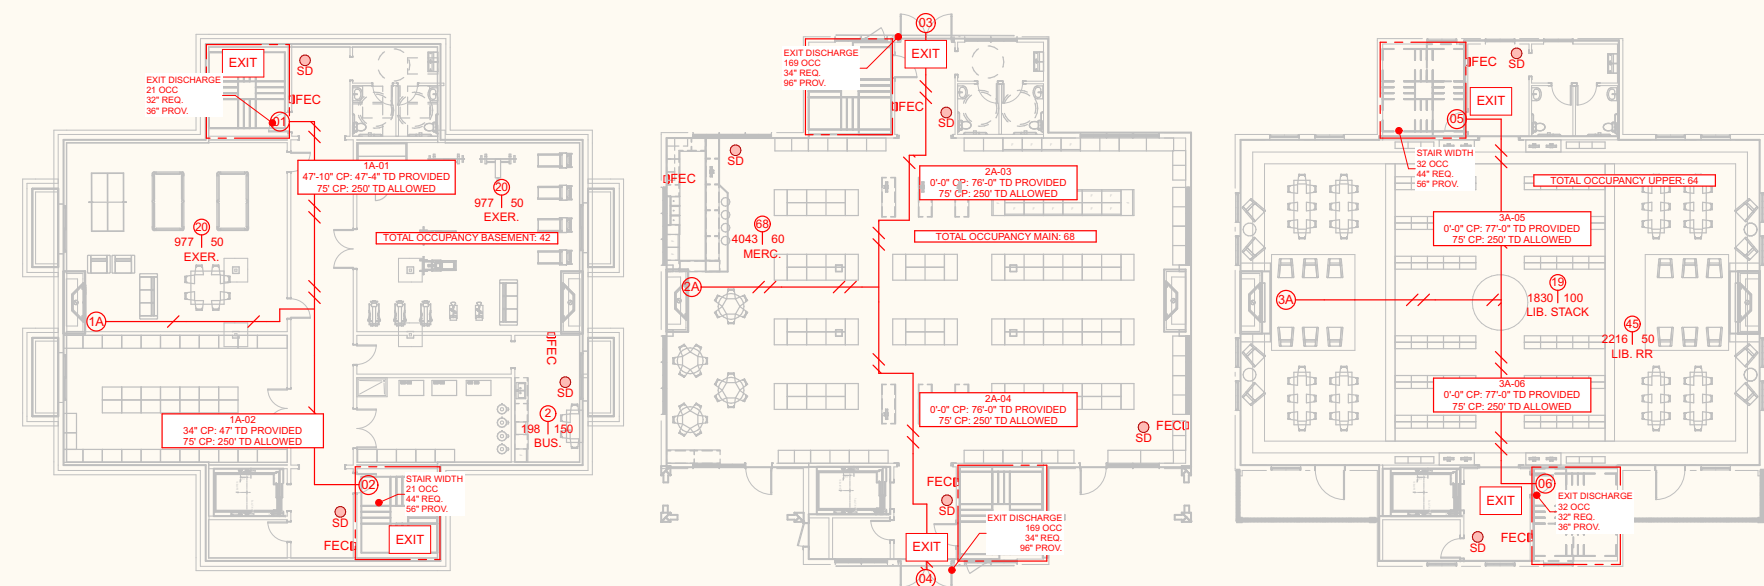 EXIT
SD
EXIT DISCHARGE
21 OCC
32" REQ.
36" PROV.
FEC
01
1A-01
47'-10" CP: 47'-4" TD PROVIDED
75' CP: 250' TD ALLOWED
20
977 50
EXER.
20
977 50
EXER.
TOTAL OCCUPANCY BASEMENT: 42
1A
FEC
SD
1A-02
34" CP: 47' TD PROVIDED
75' CP: 250' TD ALLOWED
2
198 150
BUS.
02
STAIR WIDTH
21 OCC
44" REQ.
56" PROV.
SD
EXIT
FEC
03
EXIT DISCHARGE
169 OCC
34" REQ.
96" PROV.
EXIT
FEC
SD
SD
FEC
2A-03
0'-0" CP: 76'-0" TD PROVIDED
75' CP: 250' TD ALLOWED
68
4043 60
MERC.
TOTAL OCCUPANCY MAIN: 68
2A
2A-04
0'-0" CP: 76'-0" TD PROVIDED
75' CP: 250' TD ALLOWED
SD
FEC
FEC
SD
EXIT DISCHARGE
169 OCC
34" REQ.
96" PROV.
EXIT
04
FEC
SD
EXIT
05
STAIR WIDTH
32 OCC
44" REQ.
56" PROV.
TOTAL OCCUPANCY UPPER: 64
3A-05
0'-0" CP: 77'-0" TD PROVIDED
75' CP: 250' TD ALLOWED
3A
19
1830 100
LIB. STACK
45
2216 50
LIB. RR
3A-06
0'-0" CP: 77'-0" TD PROVIDED
75' CP: 250' TD ALLOWED
06
EXIT
EXIT DISCHARGE
32 OCC
32" REQ.
36" PROV.
SD
FEC